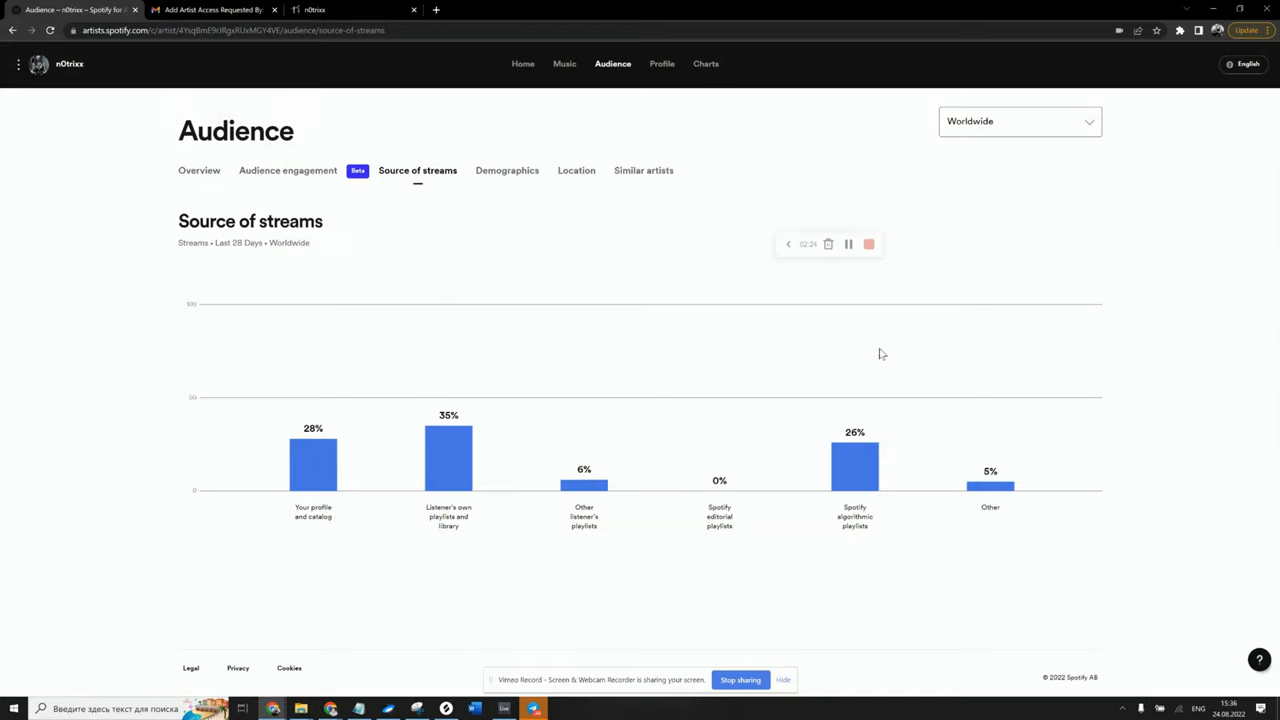 Audience – n0trixx – Spotify for A
Add Artist Access Requested By
n0trixx
artists.spotify.com/c/artist/4YsqBmE9rJRgxRUxMGY4VE/audience/source-of-streams
Update
n0trixx
Home
Music
Audience
Profile
Charts
English
Audience
Worldwide
Overview
Audience engagement
Beta
Source of streams
Demographics
Location
Similar artists
Source of streams
Streams • Last 28 Days • Worldwide
02:24
100
50
0
28%
35%
6%
0%
26%
5%
Your profile
and catalog
Listener's own
playlists and
library
Other
listener's
playlists
Spotify
editorial
playlists
Spotify
algorithmic
playlists
Other
Legal
Privacy
Cookies
© 2022 Spotify AB
?
Vimeo Record - Screen & Webcam Recorder is sharing your screen.
Stop sharing
Hide
Введите здесь текст для поиска
ENG
15:36
24.08.2022